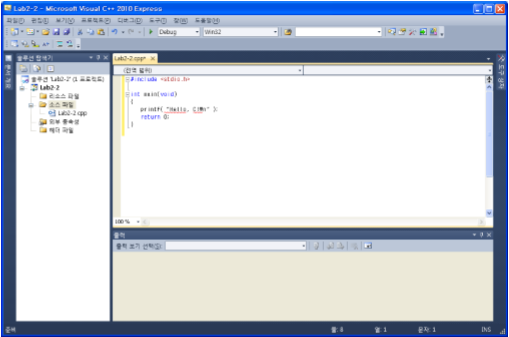 Lab2-2 - Microsoft Visual C++ 2010 Express
파일(F) 편집(E) 보기(V) 프로젝트(P) 디버그(D) 도구(T) 창(W) 도움말(H)
Debug Win32
솔루션 탐색기
솔루션 'Lab2-2' (1 프로젝트)
Lab2-2
리소스 파일
소스 파일
Lab2-2.cpp
외부 종속성
헤더 파일
Lab2-2.cpp*
(전역 범위)
#include <stdio.h>
int main(void)
{
printf( "Hello, C!₩n" );
return 0;
}
100 %
출력
출력 보기 선택(S):
준비 줄: 8 열: 1 문자: 1 INS